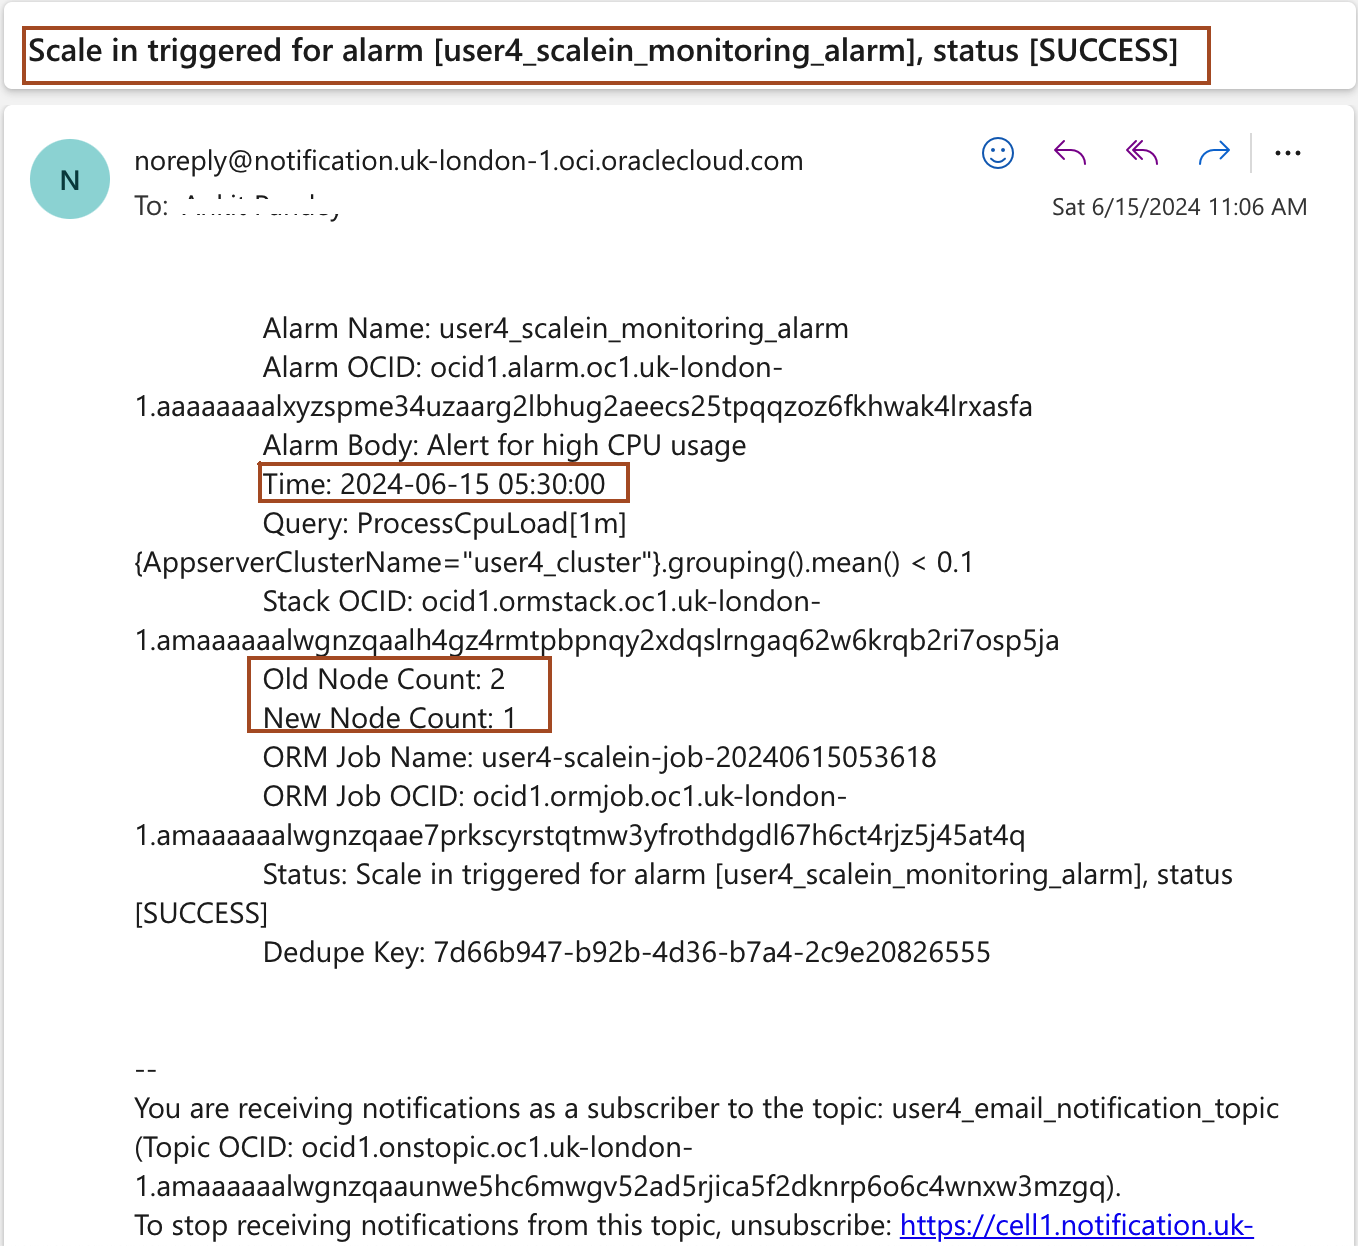 Scale in triggered for alarm [user4_scalein_monitoring_alarm], status [SUCCESS]
N
noreply@notification.uk-london-1.oci.oraclecloud.com
To:
Sat 6/15/2024 11:06 AM
Alarm Name: user4_scalein_monitoring_alarm
Alarm OCID: ocid1.alarm.oc1.uk-london-
1.aaaaaaaalxyzspme34uzaarg2lbhug2aeecs25tpqqzoz6fkhwak4lrxasfa
Alarm Body: Alert for high CPU usage
Time: 2024-06-15 05:30:00
Query: ProcessCpuLoad[1m]
{AppserverClusterName="user4_cluster"}.grouping().mean() < 0.1
Stack OCID: ocid1.ormstack.oc1.uk-london-
1.amaaaaaalwgnzqaalh4gz4rmtpbpnqy2xdqslrngaq62w6krqb2ri7osp5ja
Old Node Count: 2
New Node Count: 1
ORM Job Name: user4-scalein-job-20240615053618
ORM Job OCID: ocid1.ormjob.oc1.uk-london-
1.amaaaaaalwgnzqaae7prkscyrstqtmw3yfrothdgdl67h6ct4rjz5j45at4q
Status: Scale in triggered for alarm [user4_scalein_monitoring_alarm], status
[SUCCESS]
Dedupe Key: 7d66b947-b92b-4d36-b7a4-2c9e20826555
--
You are receiving notifications as a subscriber to the topic: user4_email_notification_topic
(Topic OCID: ocid1.onstopic.oc1.uk-london-
1.amaaaaaalwgnzqaaunwe5hc6mwgv52ad5rjica5f2dknrp6o6c4wnxw3mzgq).
To stop receiving notifications from this topic, unsubscribe: https://cell1.notification.uk-